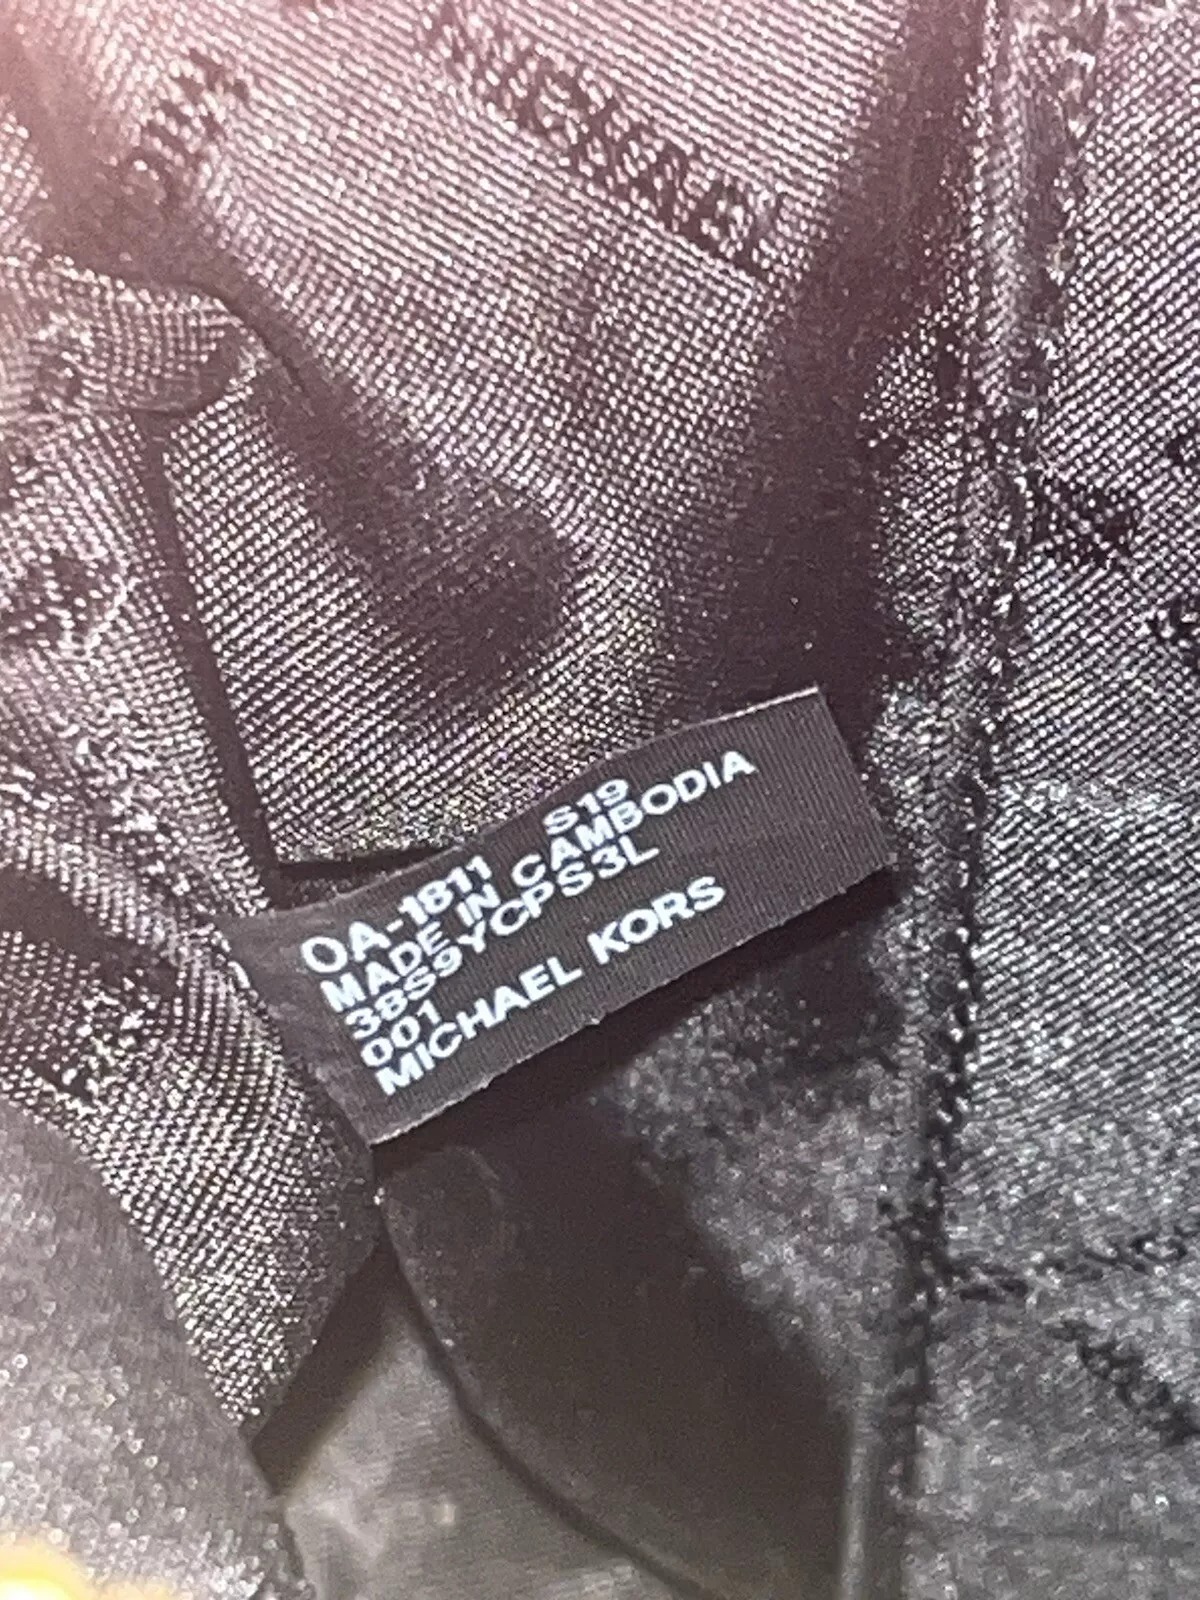 MICHAEL
OA-1811 S19
MADE IN CAMBODIA
38S9YCPS3L
001
MICHAEL KORS